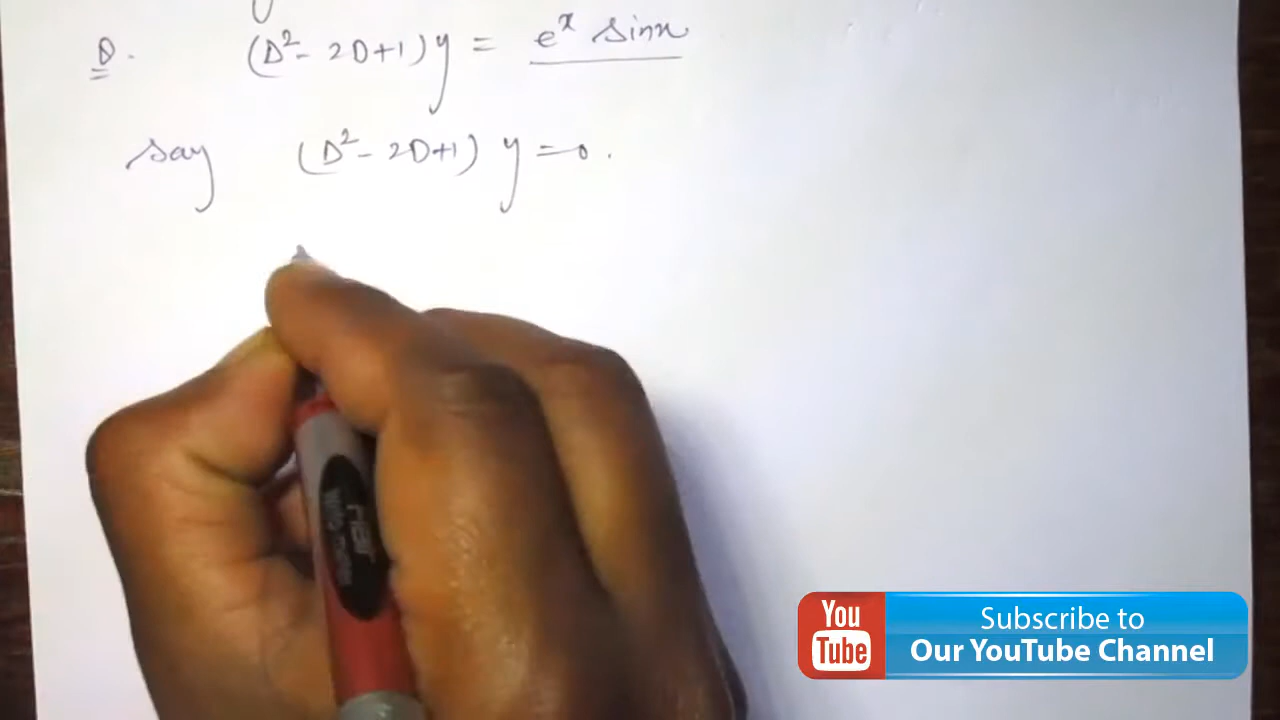 Q. (D² - 2D+1)y = eˣ sinx
say (D² - 2D+1) y = 0.
You Tube
Subscribe to
Our YouTube Channel